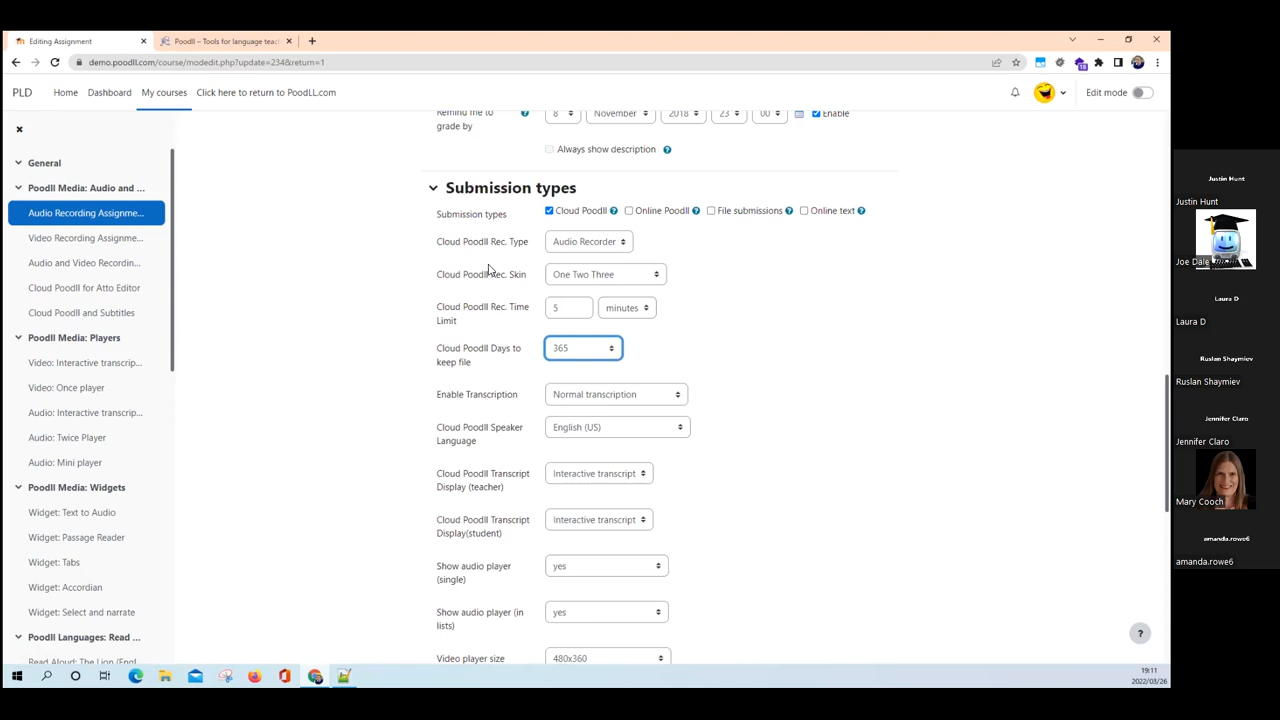 Editing Assignment
Poodll – Tools for language teac
demo.poodll.com/course/modedit.php?update=234&return=1
18
PLD Home Dashboard My courses Click here to return to PoodLL.com Edit mode
Remind me to grade by
8 November 2018 23 00 Enable
Always show description
General
Poodll Media: Audio and ...
Audio Recording Assignme...
Video Recording Assignme...
Audio and Video Recordin...
Cloud Poodll for Atto Editor
Cloud Poodll and Subtitles
Poodll Media: Players
Video: Interactive transcrip...
Video: Once player
Audio: Interactive transcrip...
Audio: Twice Player
Audio: Mini player
Poodll Media: Widgets
Widget: Text to Audio
Widget: Passage Reader
Widget: Tabs
Widget: Accordian
Widget: Select and narrate
Poodll Languages: Read ...
Read Aloud: The Lion (Engl
Submission types
Submission types Cloud Poodll Online Poodll File submissions Online text
Cloud Poodll Rec. Type Audio Recorder
Cloud Poodll Rec. Skin One Two Three
Cloud Poodll Rec. Time Limit 5 minutes
Cloud Poodll Days to keep file 365
Enable Transcription Normal transcription
Cloud Poodll Speaker Language English (US)
Cloud Poodll Transcript Display (teacher) Interactive transcript
Cloud Poodll Transcript Display(student) Interactive transcript
Show audio player (single) yes
Show audio player (in lists) yes
Video player size 480x360
?
19:11
2022/03/26
Justin Hunt
Justin Hunt
Joe Dale
Laura D
Laura D
Ruslan Shaymiev
Ruslan Shaymiev
Jennifer Claro
Jennifer Claro
Mary Cooch
amanda.rowe6
amanda.rowe6